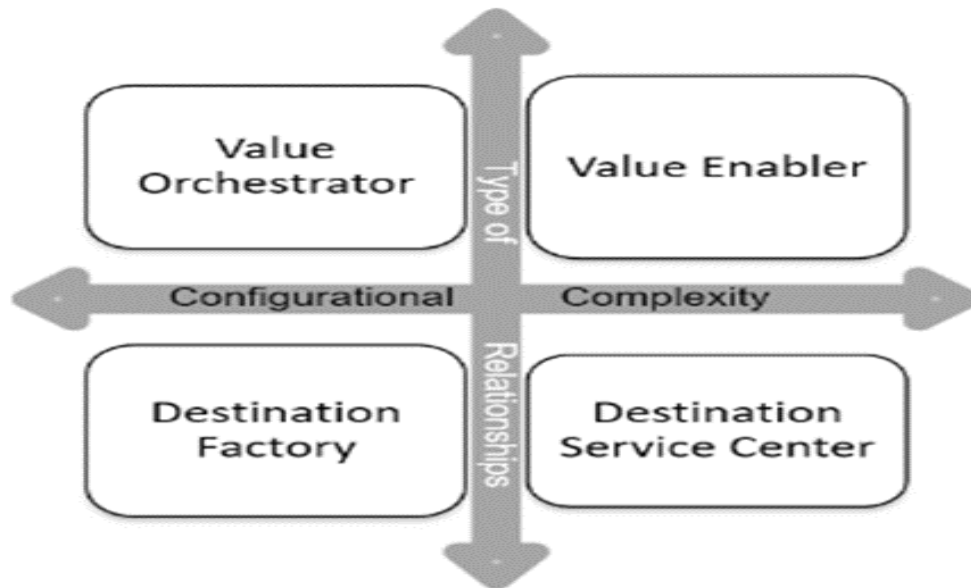 Value
Orchestrator
Value Enabler
Type of
Configurational
Complexity
Relationships
Destination
Factory
Destination
Service Center